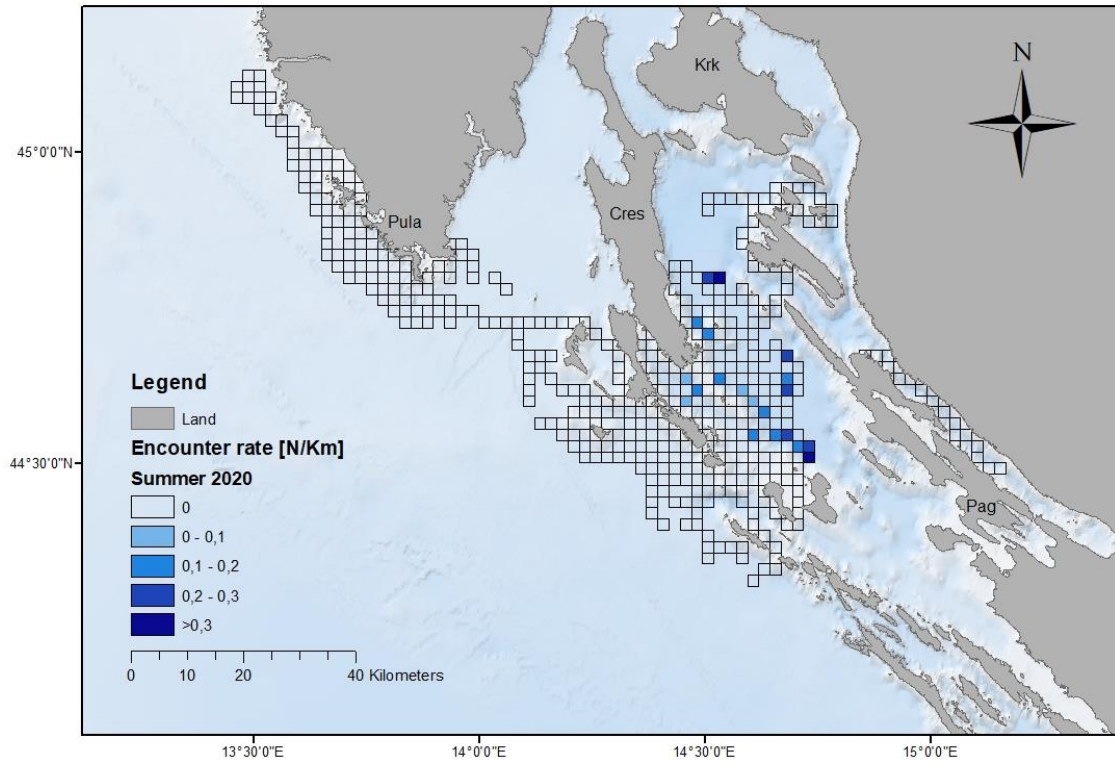 Krk
N
45°0'0"N
Pula
Cres
Legend
Land
Encounter rate [N/Km]
Summer 2020
0
0 - 0,1
0,1 - 0,2
0,2 - 0,3
>0,3
0 10 20 40 Kilometers
44°30'0"N
Pag
13°30'0"E
14°0'0"E
14°30'0"E
15°0'0"E